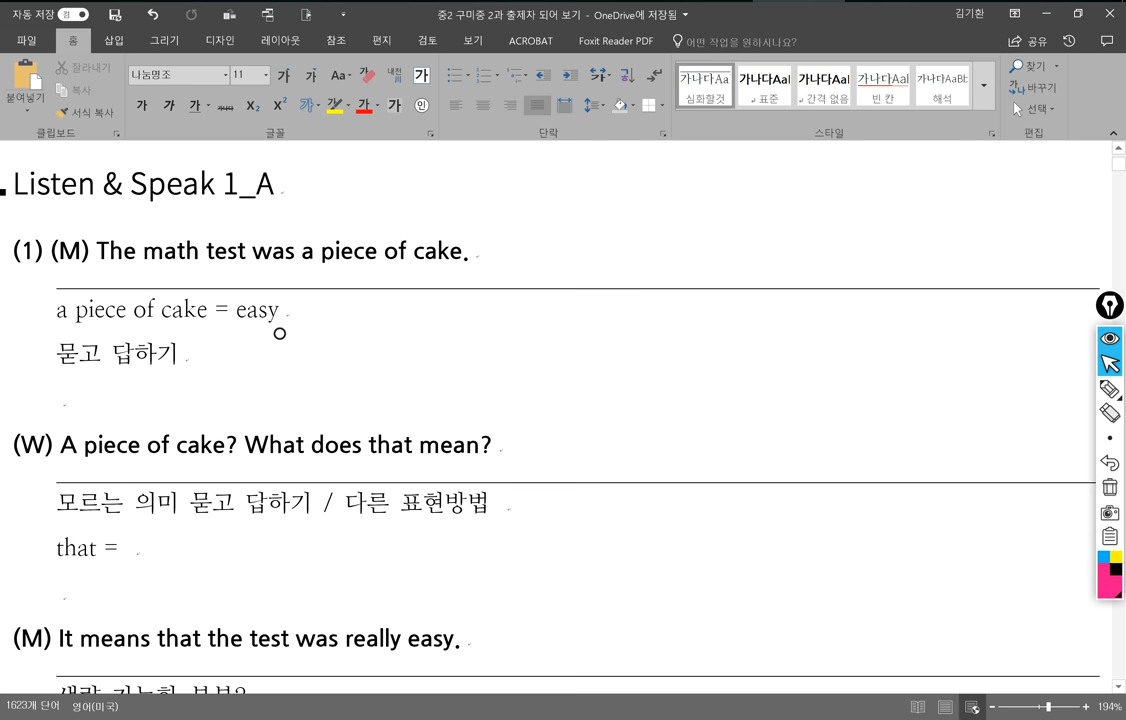 자동 저장 켬
중2 구미중 2과 출제자 되어 보기 - OneDrive에 저장됨
김기환
파일 홈 삽입 그리기 디자인 레이아웃 참조 편지 검토 보기 ACROBAT Foxit Reader PDF 어떤 작업을 원하시나요? 공유
붙여넣기
잘라내기
복사
서식 복사
나눔명조 11
가나다Aa 심화할것
가나다Aal 표준
가나다Aal 간격 없음
가나다Aal 빈 칸
가나다AaBb 해석
찾기
바꾸기
선택
클립보드 글꼴 단락 스타일 편집
Listen & Speak 1_A
(1) (M) The math test was a piece of cake.
a piece of cake = easy
묻고 답하기
(W) A piece of cake? What does that mean?
모르는 의미 묻고 답하기 / 다른 표현방법
that =
(M) It means that the test was really easy.
생략 가능한 부분?
1623개 단어 영어(미국) 194%